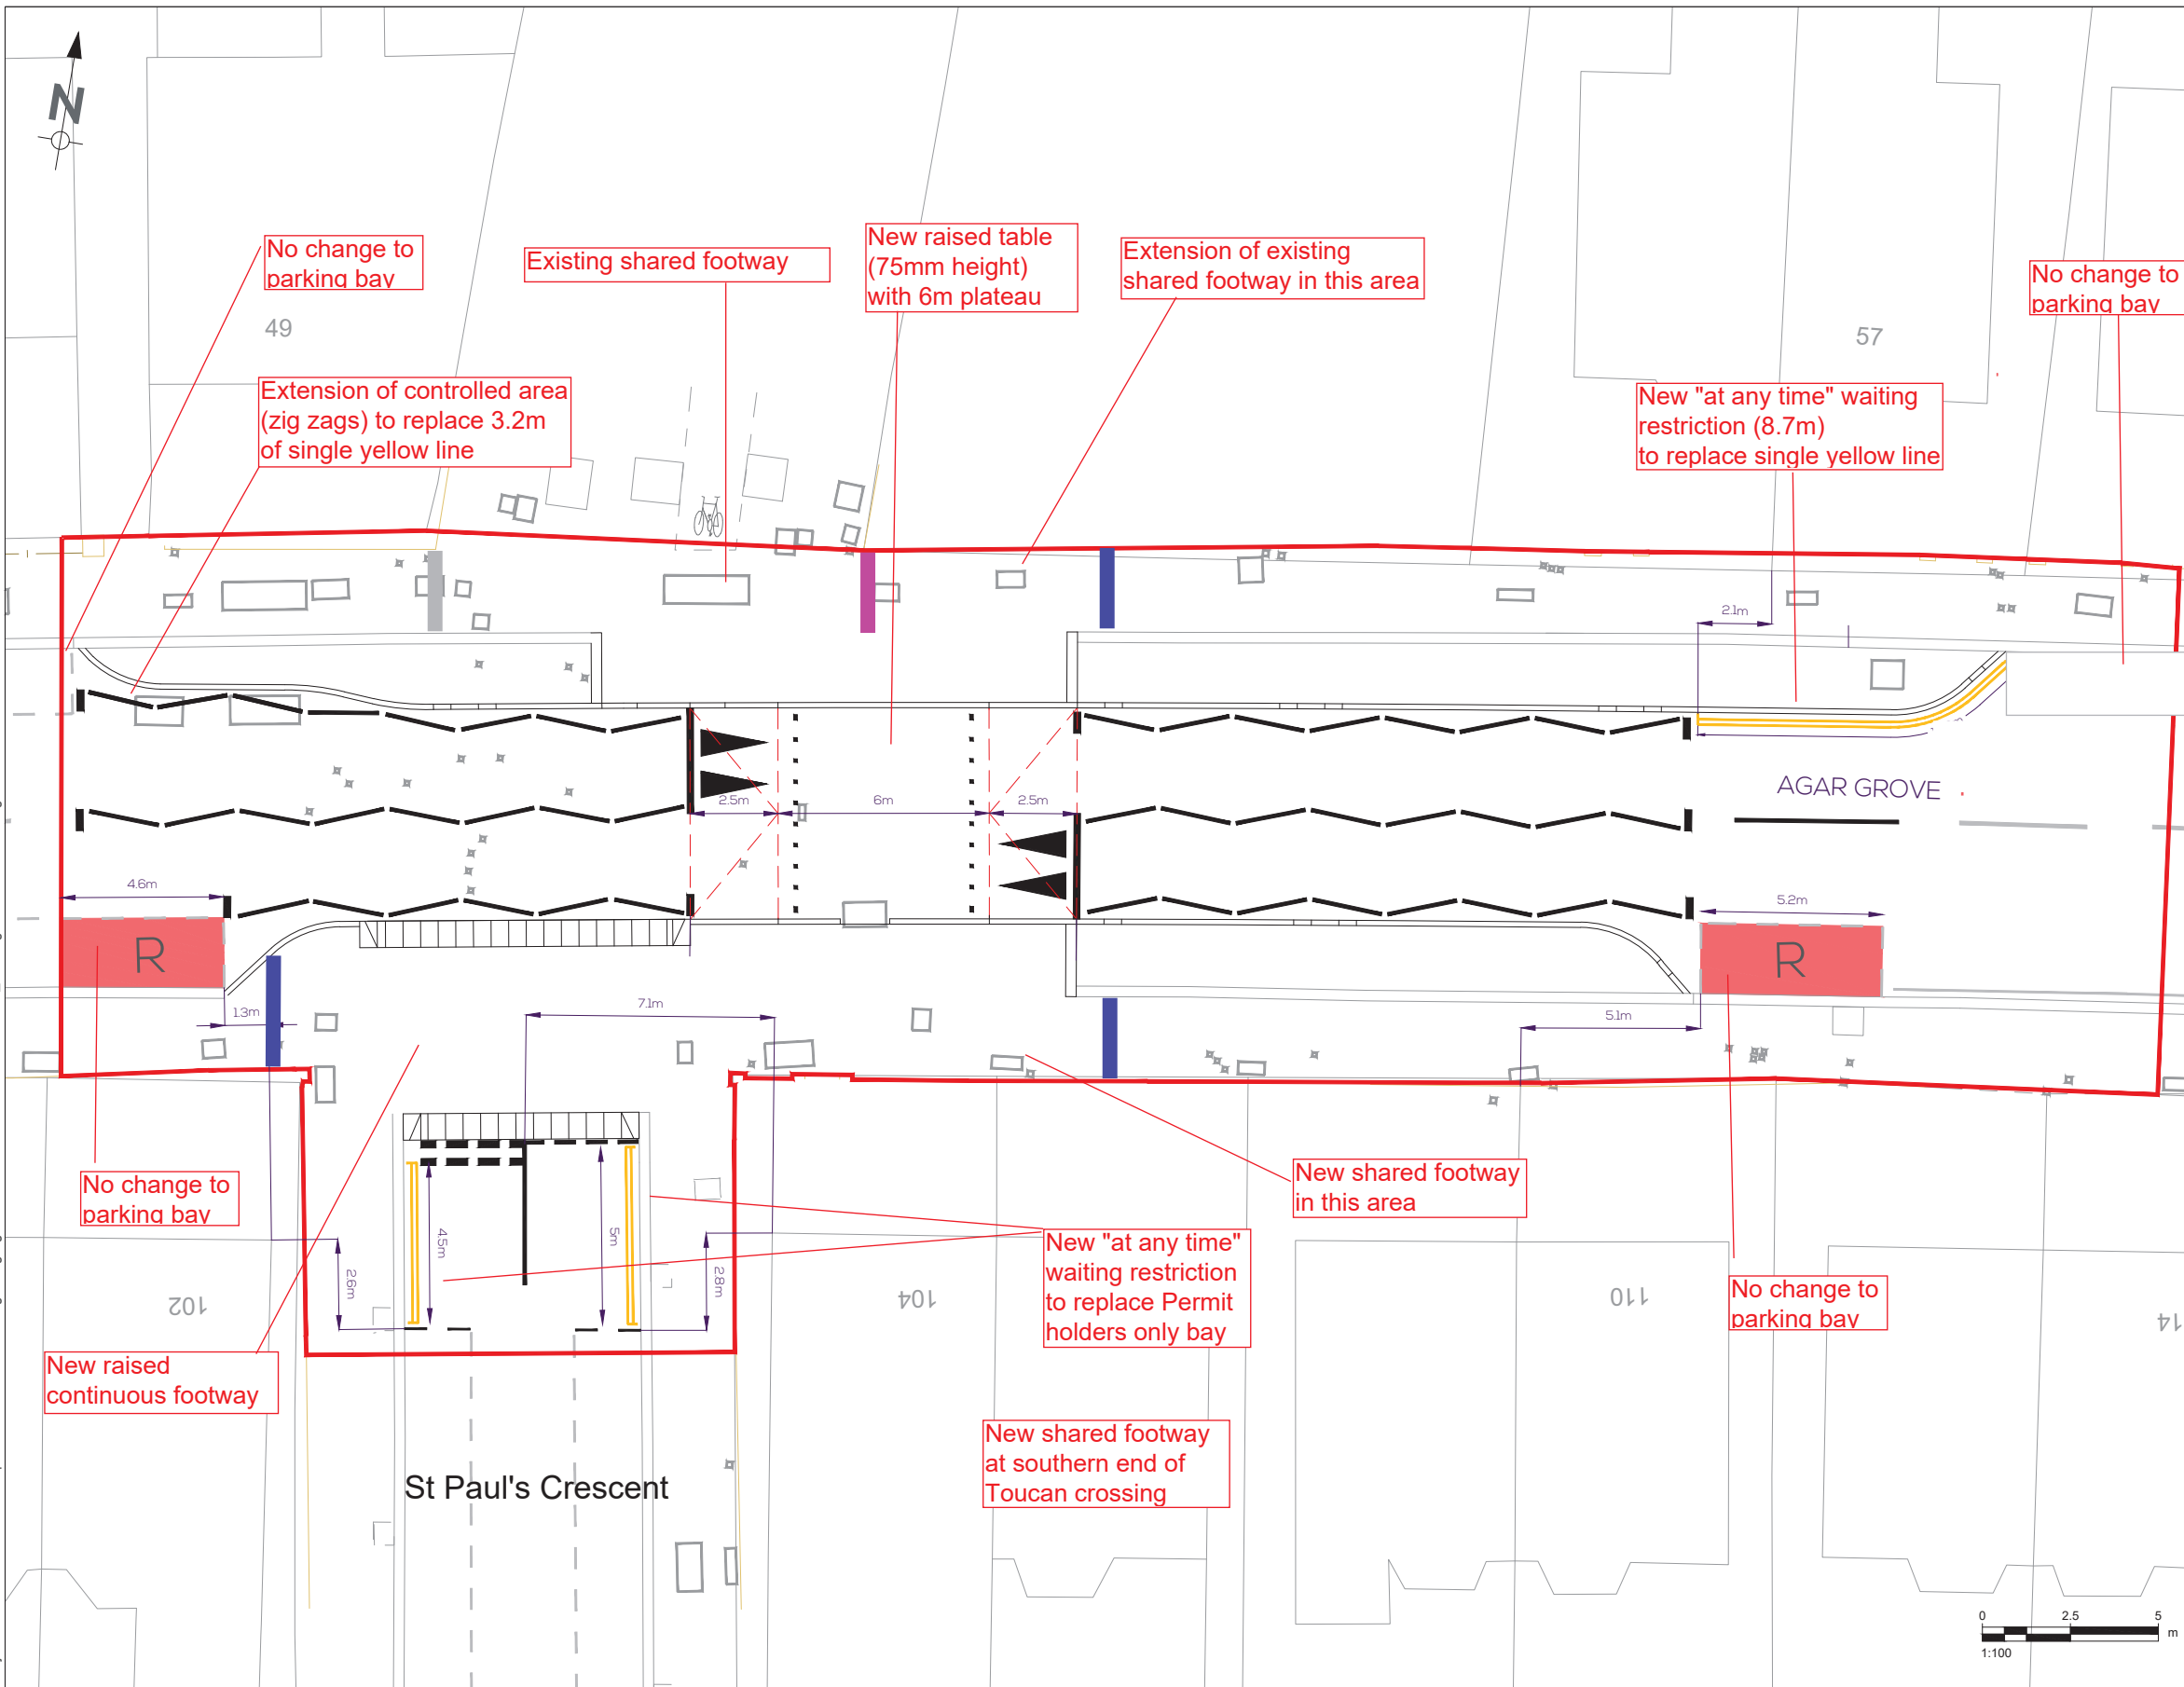 N
No change to
parking bay
Existing shared footway
New raised table
(75mm height)
with 6m plateau
Extension of existing
shared footway in this area
No change to
parking bay
49
57
Extension of controlled area
(zig zags) to replace 3.2m
of single yellow line
New "at any time" waiting
restriction (8.7m)
to replace single yellow line
2.1m
AGAR GROVE
2.5m
6m
2.5m
4.6m
5.2m
R
R
7.1m
1.3m
5.1m
No change to
parking bay
New shared footway
in this area
4.5m
5m
2.6m
2.8m
New "at any time"
waiting restriction
to replace Permit
holders only bay
102
104
110
No change to
parking bay
14
New raised
continuous footway
New shared footway
at southern end of
Toucan crossing
St Paul's Crescent
0 2.5 5
m
1:100